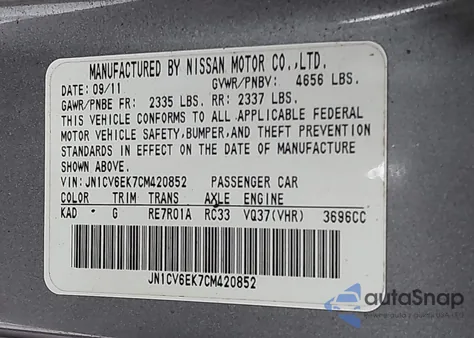 MANUFACTURED BY NISSAN MOTOR CO.,LTD.
DATE: 09/11 GVWR/PNBV: 4656 LBS.
GAWR/PNBE FR: 2335 LBS. RR: 2337 LBS.
THIS VEHICLE CONFORMS TO ALL APPLICABLE FEDERAL
MOTOR VEHICLE SAFETY,BUMPER,AND THEFT PREVENTION
STANDARDS IN EFFECT ON THE DATE OF MANUFACTURE
SHOWN ABOVE.
VIN: JN1CV6EK7CM420852 PASSENGER CAR
COLOR TRIM TRANS AXLE ENGINE
KAD G RE7R01A RC33 VQ37(VHR) 3696CC
JN1CV6EK7CM420852
autoSnap